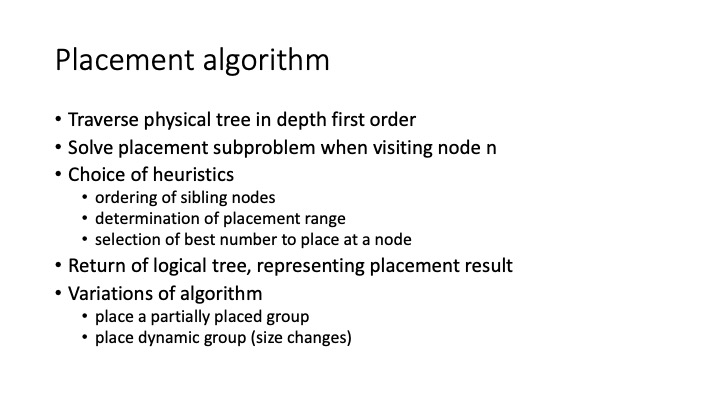 Placement algorithm
• Traverse physical tree in depth first order
• Solve placement subproblem when visiting node n
• Choice of heuristics
• ordering of sibling nodes
• determination of placement range
• selection of best number to place at a node
• Return of logical tree, representing placement result
• Variations of algorithm
• place a partially placed group
• place dynamic group (size changes)